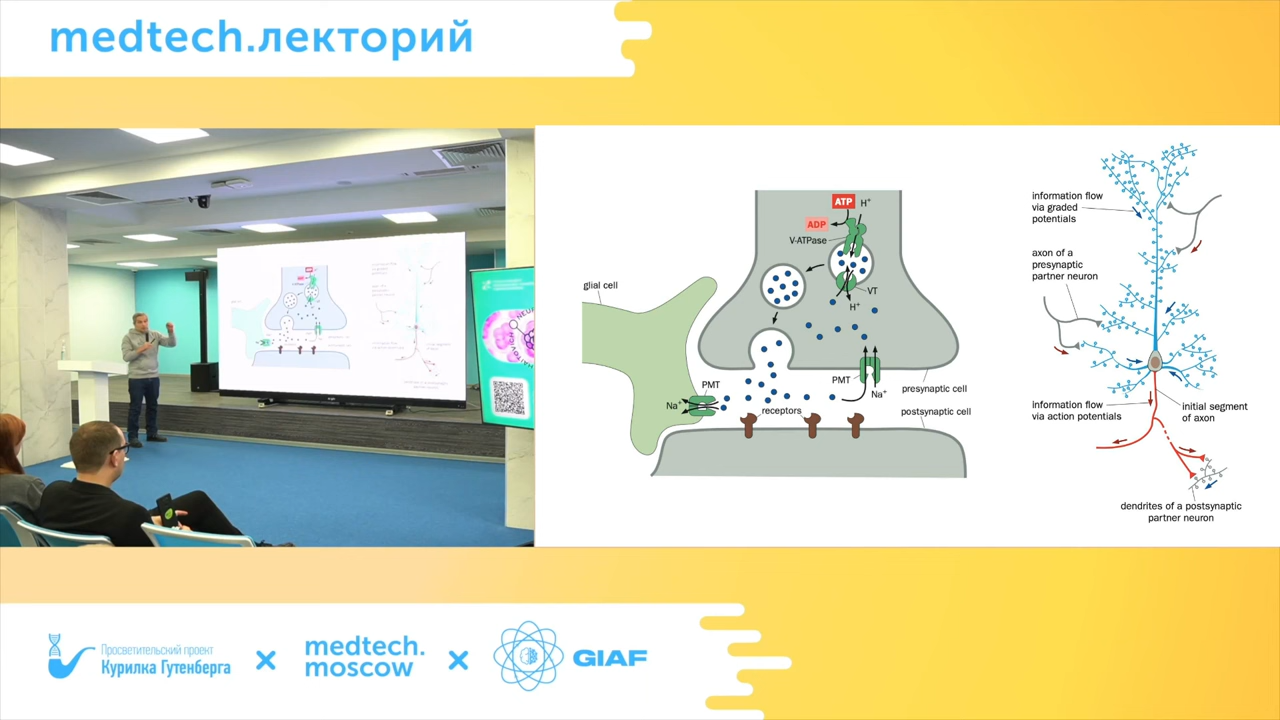 medtech.лекторий
ATP
H⁺
ADP
V-ATPase
VT
H⁺
glial cell
PMT
Na⁺
receptors
PMT
Na⁺
presynaptic cell
postsynaptic cell
information flow
via graded
potentials
axon of a
presynaptic
partner neuron
information flow
via action potentials
initial segment
of axon
dendrites of a postsynaptic
partner neuron
Просветительский проект
Курилка Гутенберга
×
medtech.
moscow
×
GIAF